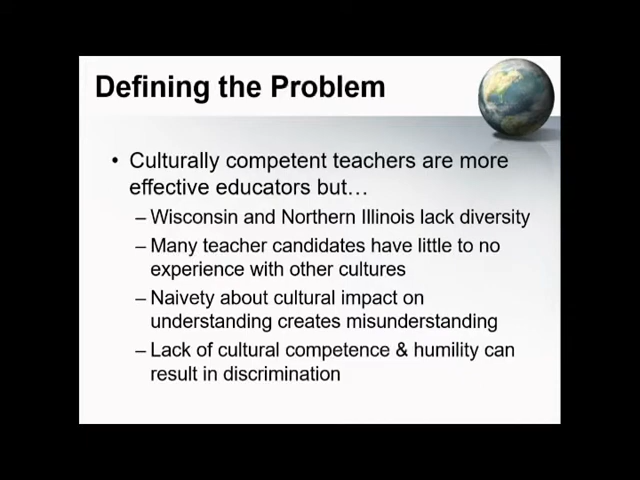 Defining the Problem
• Culturally competent teachers are more
effective educators but…
– Wisconsin and Northern Illinois lack diversity
– Many teacher candidates have little to no
experience with other cultures
– Naivety about cultural impact on
understanding creates misunderstanding
– Lack of cultural competence & humility can
result in discrimination